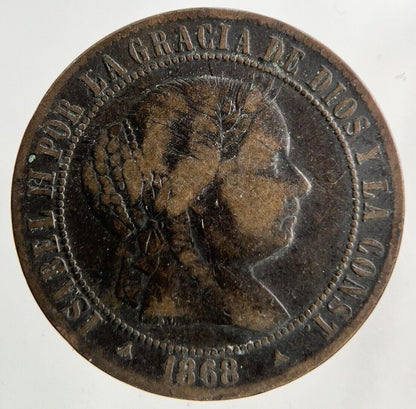 ISABEL II POR LA GRACIA DE DIOS Y LA CONST
1868